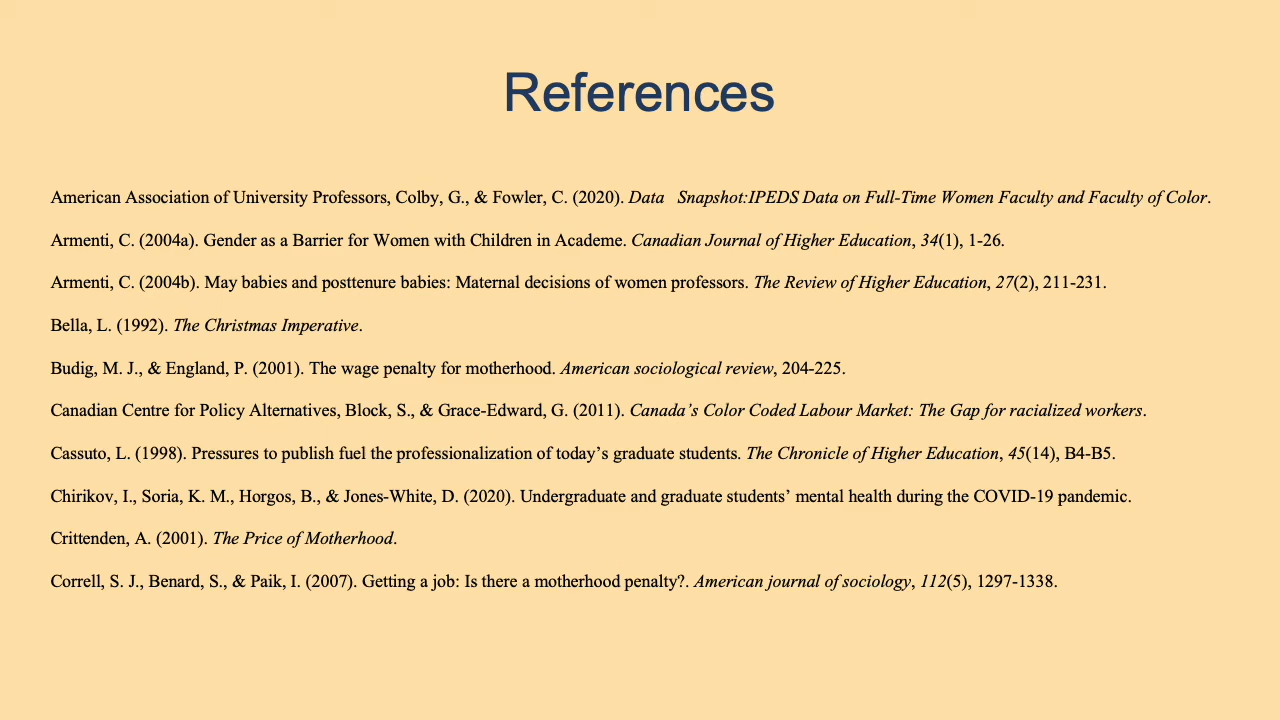 References
American Association of University Professors, Colby, G., & Fowler, C. (2020). Data   Snapshot:IPEDS Data on Full-Time Women Faculty and Faculty of Color.
Armenti, C. (2004a). Gender as a Barrier for Women with Children in Academe. Canadian Journal of Higher Education, 34(1), 1-26.
Armenti, C. (2004b). May babies and posttenure babies: Maternal decisions of women professors. The Review of Higher Education, 27(2), 211-231.
Bella, L. (1992). The Christmas Imperative.
Budig, M. J., & England, P. (2001). The wage penalty for motherhood. American sociological review, 204-225.
Canadian Centre for Policy Alternatives, Block, S., & Grace-Edward, G. (2011). Canada’s Color Coded Labour Market: The Gap for racialized workers.
Cassuto, L. (1998). Pressures to publish fuel the professionalization of today’s graduate students. The Chronicle of Higher Education, 45(14), B4-B5.
Chirikov, I., Soria, K. M., Horgos, B., & Jones-White, D. (2020). Undergraduate and graduate students’ mental health during the COVID-19 pandemic.
Crittenden, A. (2001). The Price of Motherhood.
Correll, S. J., Benard, S., & Paik, I. (2007). Getting a job: Is there a motherhood penalty?. American journal of sociology, 112(5), 1297-1338.